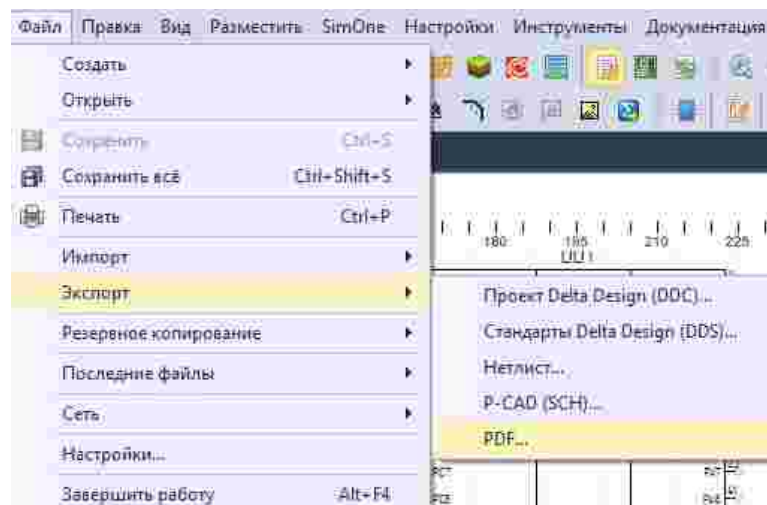 Файл Правка Вид Разместить SimOne Настройки Инструменты Документация
Создать
Открыть
Сохранить Ctrl+S
Сохранить всё Ctrl+Shift+S
Печать Ctrl+P
180 195 210 225
Импорт
Экспорт
Проект Delta Design (DDC)...
Резервное копирование
Стандарты Delta Design (DDS)...
Последние файлы
Нетлист...
Сеть
P-CAD (SCH)...
Настройки...
PDF...
Завершить работу Alt+F4